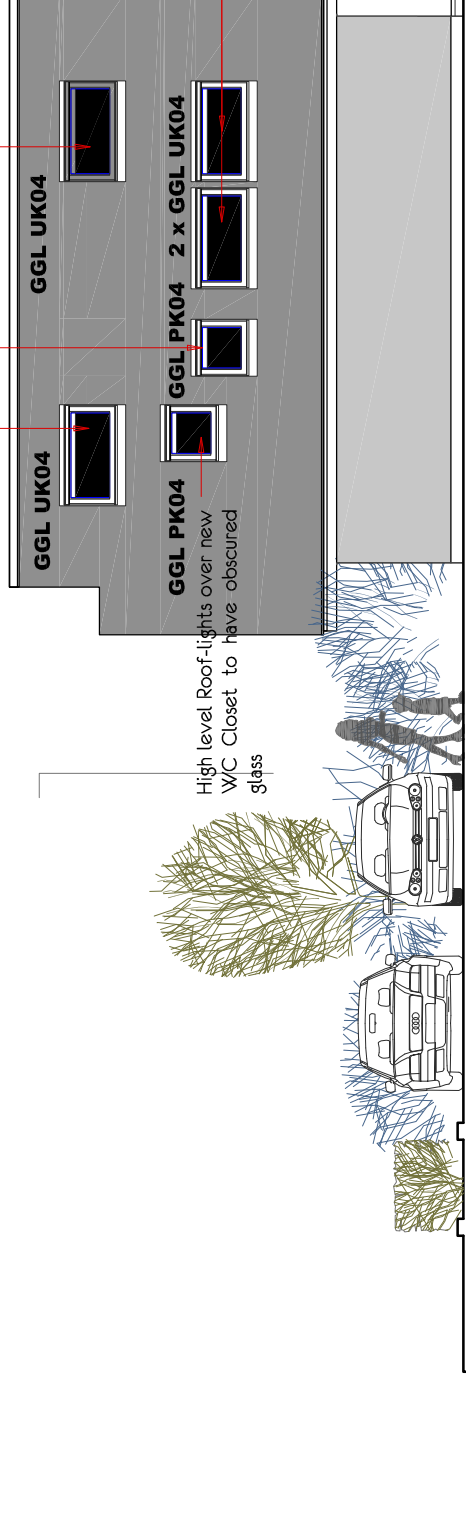 GGL UK04
GGL UK04
GGL PK04
GGL PK04
2 x GGL UK04
High level Roof-lights over new
WC Closet to have obscured
glass